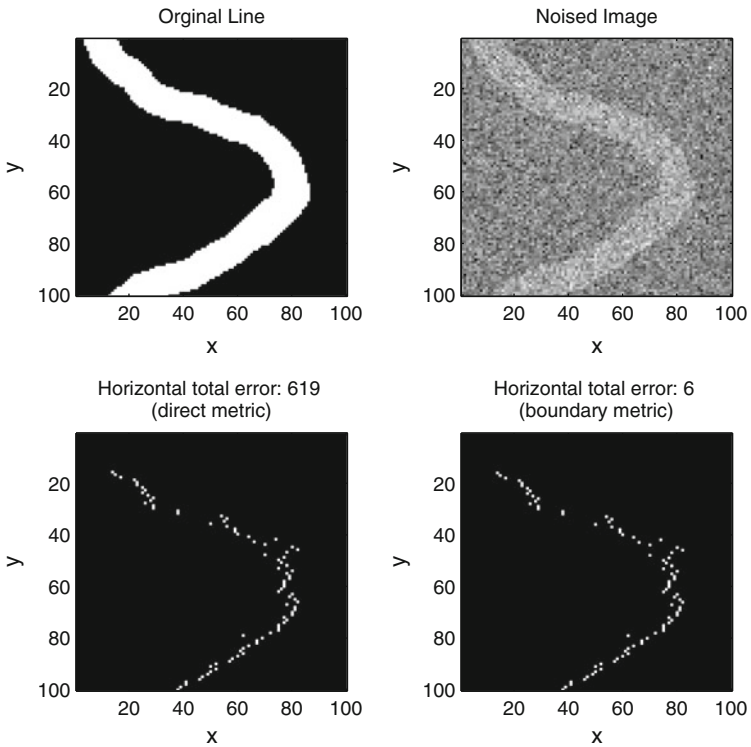 Orginal Line
Noised Image
20
40
60
80
100
y
20
40
60
80
100
x
20
40
60
80
100
y
20
40
60
80
100
x
Horizontal total error: 619
(direct metric)
Horizontal total error: 6
(boundary metric)
20
40
60
80
100
y
20
40
60
80
100
x
20
40
60
80
100
y
20
40
60
80
100
x